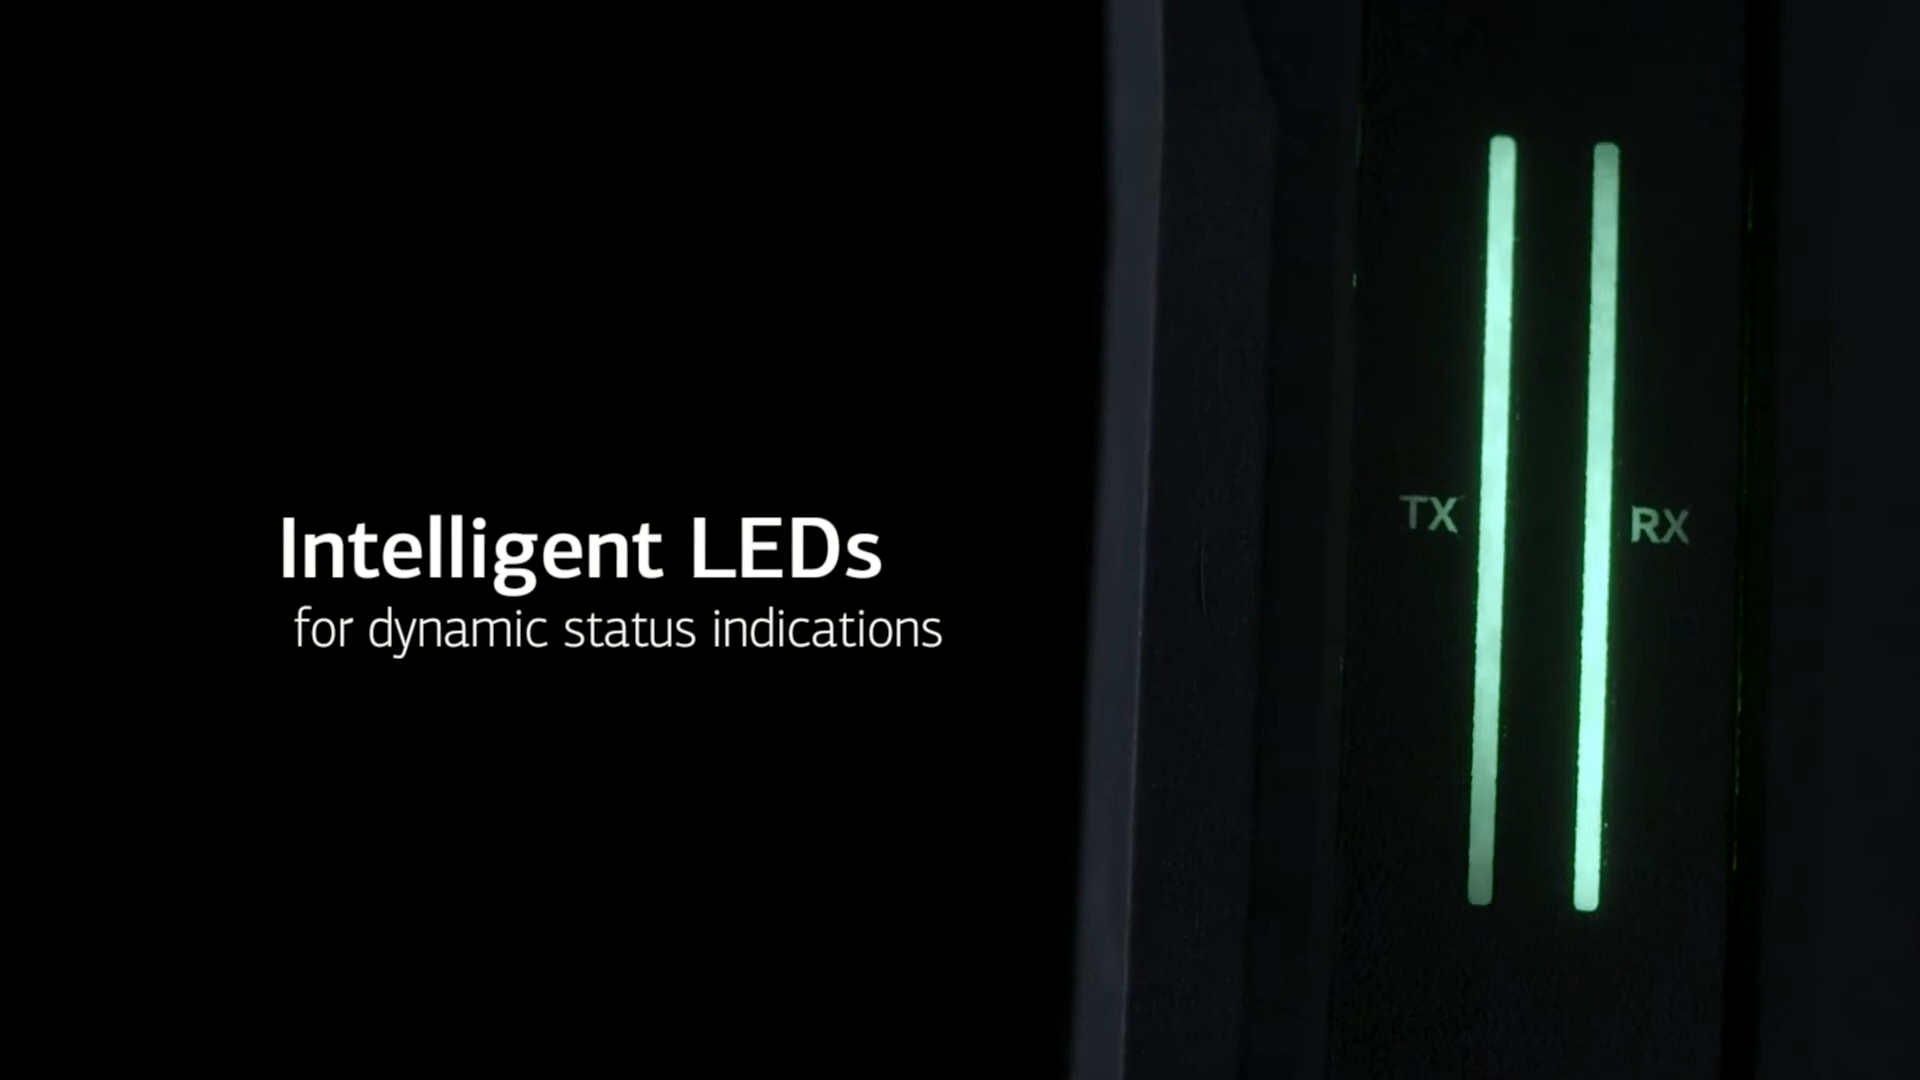 Intelligent LEDs
for dynamic status indications
TX
RX